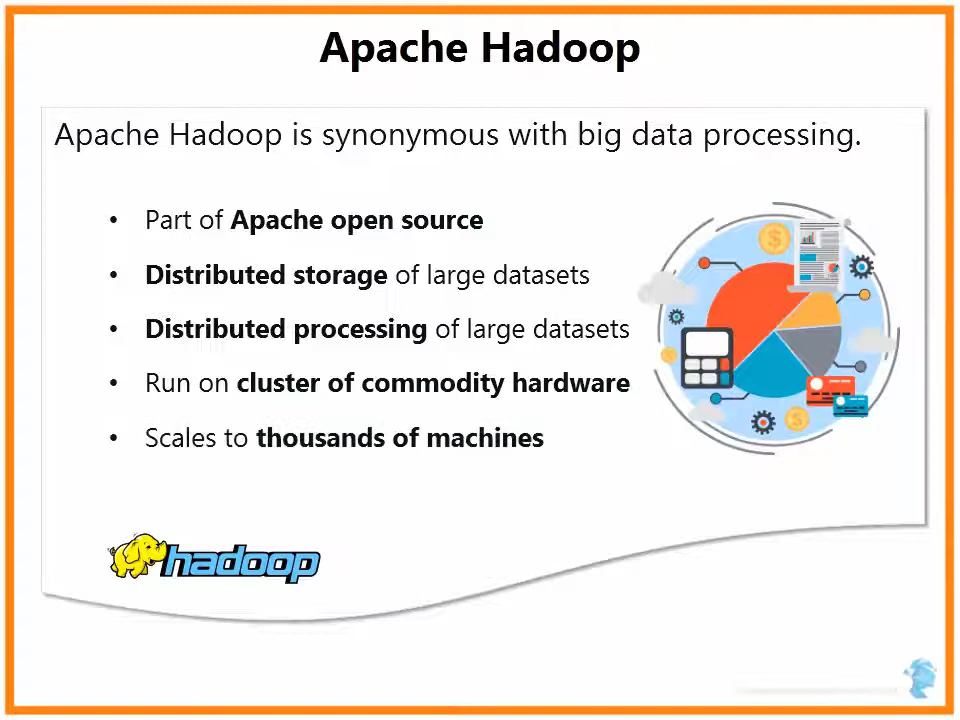 Apache Hadoop
Apache Hadoop is synonymous with big data processing.
• Part of Apache open source
• Distributed storage of large datasets
• Distributed processing of large datasets
• Run on cluster of commodity hardware
• Scales to thousands of machines
hadoop